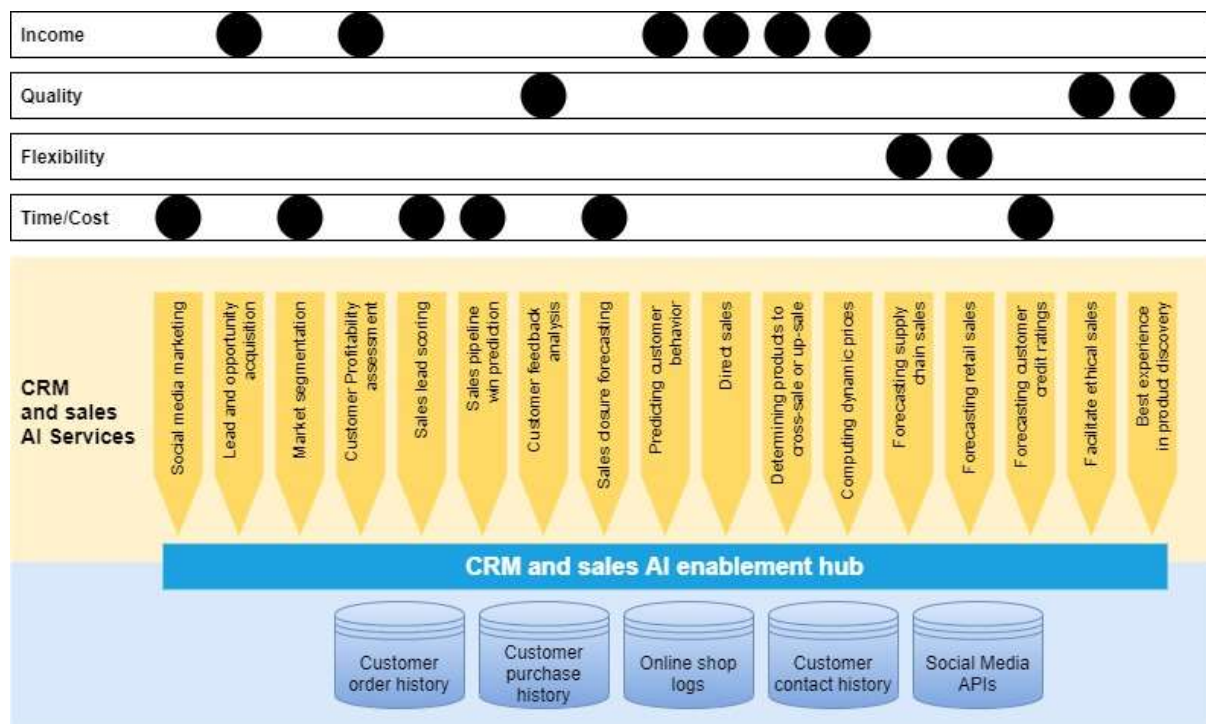 Income
Quality
Flexibility
Time/Cost
CRM
and sales
AI Services
Social media marketing
Lead and opportunity
acquisition
Market segmentation
Customer Profitability
assessment
Sales lead scoring
Sales pipeline
win prediction
Customer feedback
analysis
Sales closure forecasting
Predicting customer
behavior
Direct sales
Determining products to
cross-sale or up-sale
Computing dynamic prices
Forecasting supply
chain sales
Forecasting retail sales
Forecasting customer
credit ratings
Facilitate ethical sales
Best experience
in product discovery
CRM and sales AI enablement hub
Customer
order history
Customer
purchase
history
Online shop
logs
Customer
contact history
Social Media
APIs